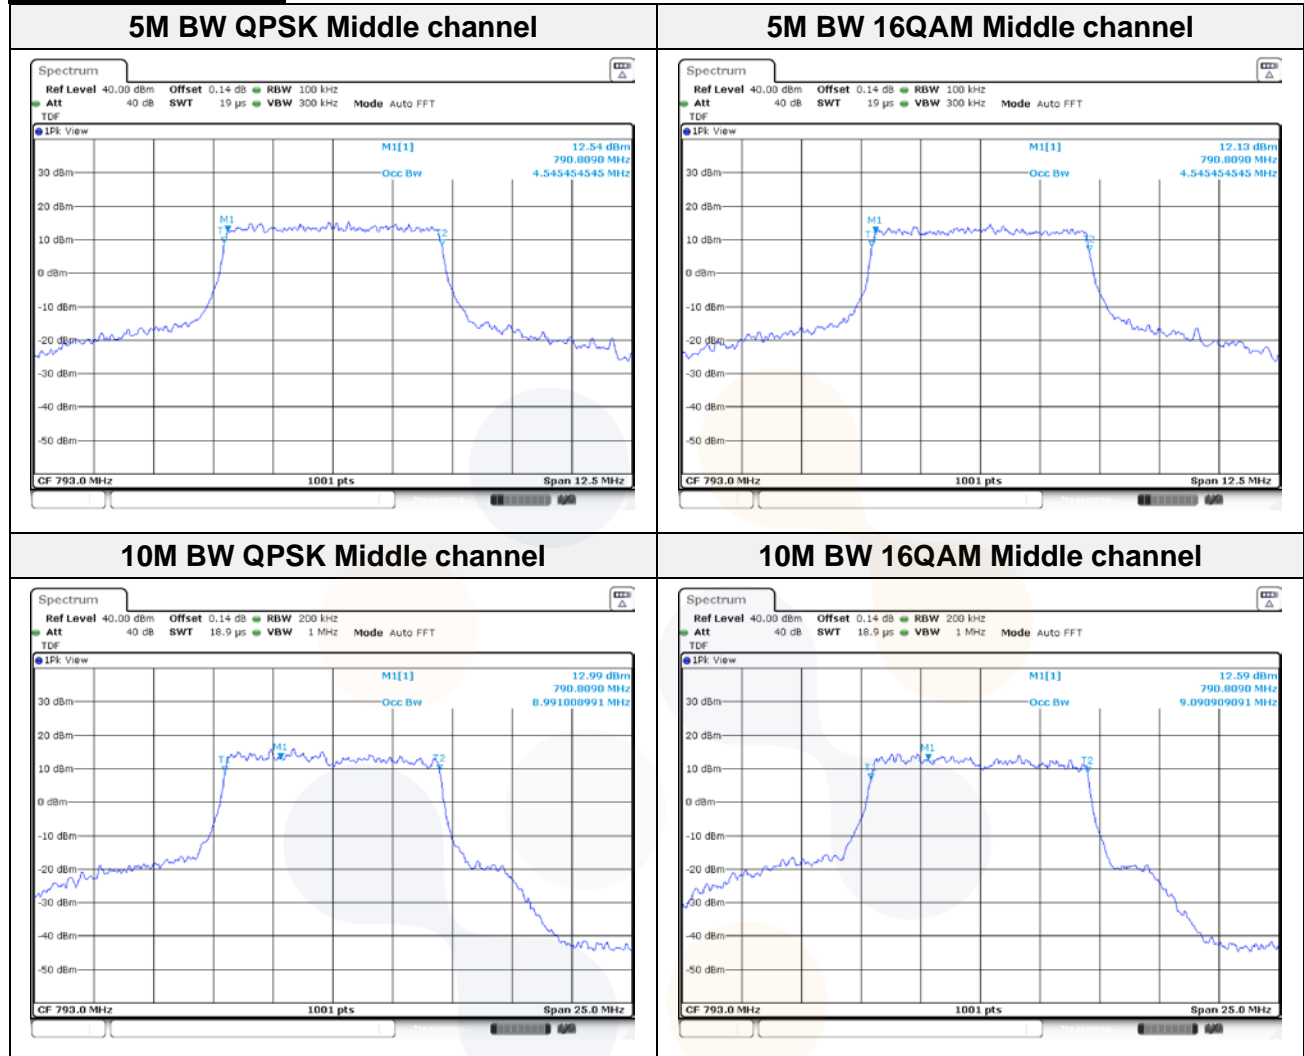 5M BW QPSK Middle channel
5M BW 16QAM Middle channel
Spectrum
Ref Level 40.00 dBm Offset 0.14 dB RBW 100 kHz
Att 40 dB SWT 19 µs VBW 300 kHz Mode Auto FFT
TDF
1Pk View
M1[1] 12.54 dBm
790.8090 MHz
Occ Bw 4.545454545 MHz
30 dBm
20 dBm
M1
T1
T2
10 dBm
0 dBm
-10 dBm
-20 dBm
-30 dBm
-40 dBm
-50 dBm
CF 793.0 MHz 1001 pts Span 12.5 MHz
Spectrum
Ref Level 40.00 dBm Offset 0.14 dB RBW 100 kHz
Att 40 dB SWT 19 µs VBW 300 kHz Mode Auto FFT
TDF
1Pk View
M1[1] 12.13 dBm
790.8090 MHz
Occ Bw 4.545454545 MHz
30 dBm
20 dBm
M1
T1
T2
10 dBm
0 dBm
-10 dBm
-20 dBm
-30 dBm
-40 dBm
-50 dBm
CF 793.0 MHz 1001 pts Span 12.5 MHz
10M BW QPSK Middle channel
10M BW 16QAM Middle channel
Spectrum
Ref Level 40.00 dBm Offset 0.14 dB RBW 200 kHz
Att 40 dB SWT 18.9 µs VBW 1 MHz Mode Auto FFT
TDF
1Pk View
M1[1] 12.99 dBm
790.8090 MHz
Occ Bw 8.991008991 MHz
30 dBm
20 dBm
M1
T1
T2
10 dBm
0 dBm
-10 dBm
-20 dBm
-30 dBm
-40 dBm
-50 dBm
CF 793.0 MHz 1001 pts Span 25.0 MHz
Spectrum
Ref Level 40.00 dBm Offset 0.14 dB RBW 200 kHz
Att 40 dB SWT 18.9 µs VBW 1 MHz Mode Auto FFT
TDF
1Pk View
M1[1] 12.59 dBm
790.8090 MHz
Occ Bw 9.090909091 MHz
30 dBm
20 dBm
M1
T1
T2
10 dBm
0 dBm
-10 dBm
-20 dBm
-30 dBm
-40 dBm
-50 dBm
CF 793.0 MHz 1001 pts Span 25.0 MHz